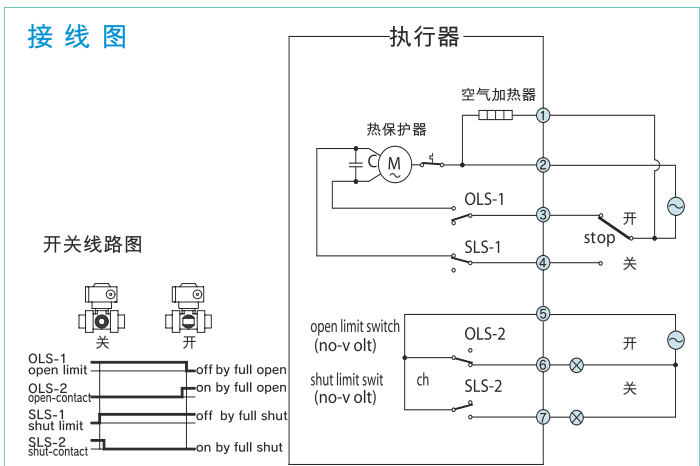 接线图
执行器
空气加热器
1
热保护器
C
M
2
OLS-1
3
开
stop
SLS-1
4
关
开关线路图
5
open limit switch
(no-v olt)
OLS-2
开
6
shut limit swit
ch
(no-v olt)
SLS-2
关
7
关
开
OLS-1
open limit
off by full open
OLS-2
open-contact
on by full open
SLS-1
shut limit
off by full shut
SLS-2
shut-contact
on by full shut